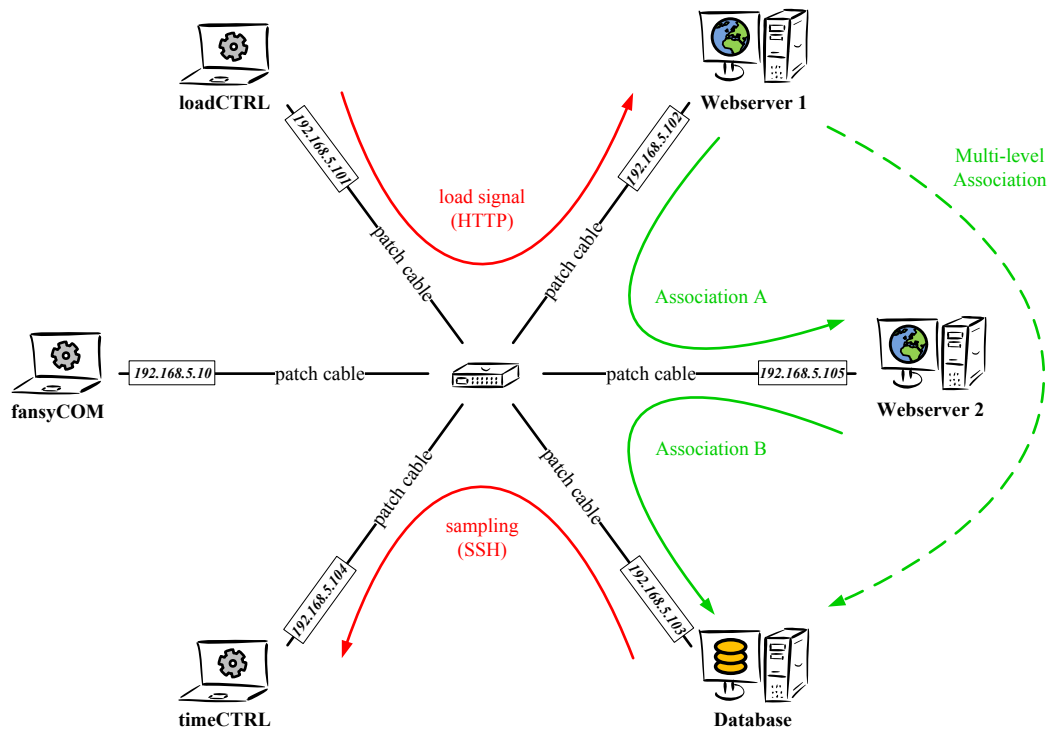 loadCTRL
Webserver 1
192.168.5.101
192.168.5.102
load signal
(HTTP)
Multi-level
Association
patch cable
patch cable
Association A
fansyCOM
192.168.5.10
patch cable
patch cable
192.168.5.105
Webserver 2
patch cable
patch cable
Association B
sampling
(SSH)
192.168.5.104
192.168.5.103
timeCTRL
Database